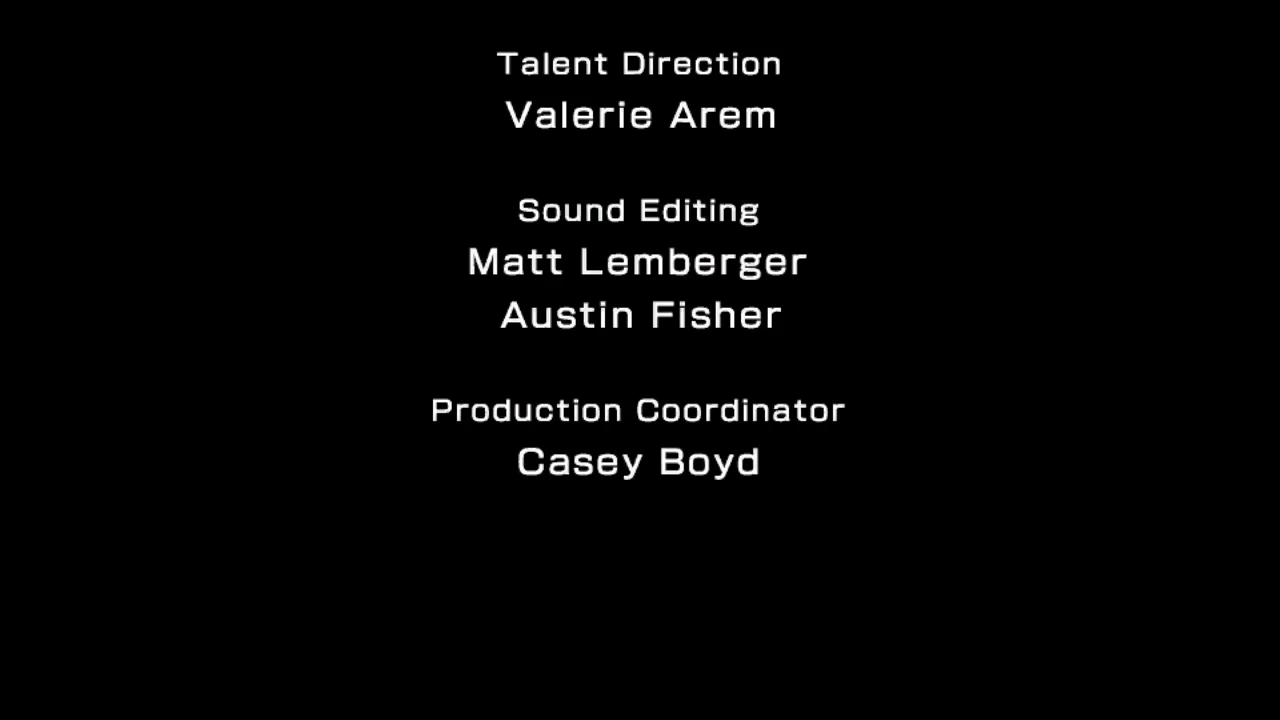 Talent Direction
Valerie Arem
Sound Editing
Matt Lemberger
Austin Fisher
Production Coordinator
Casey Boyd